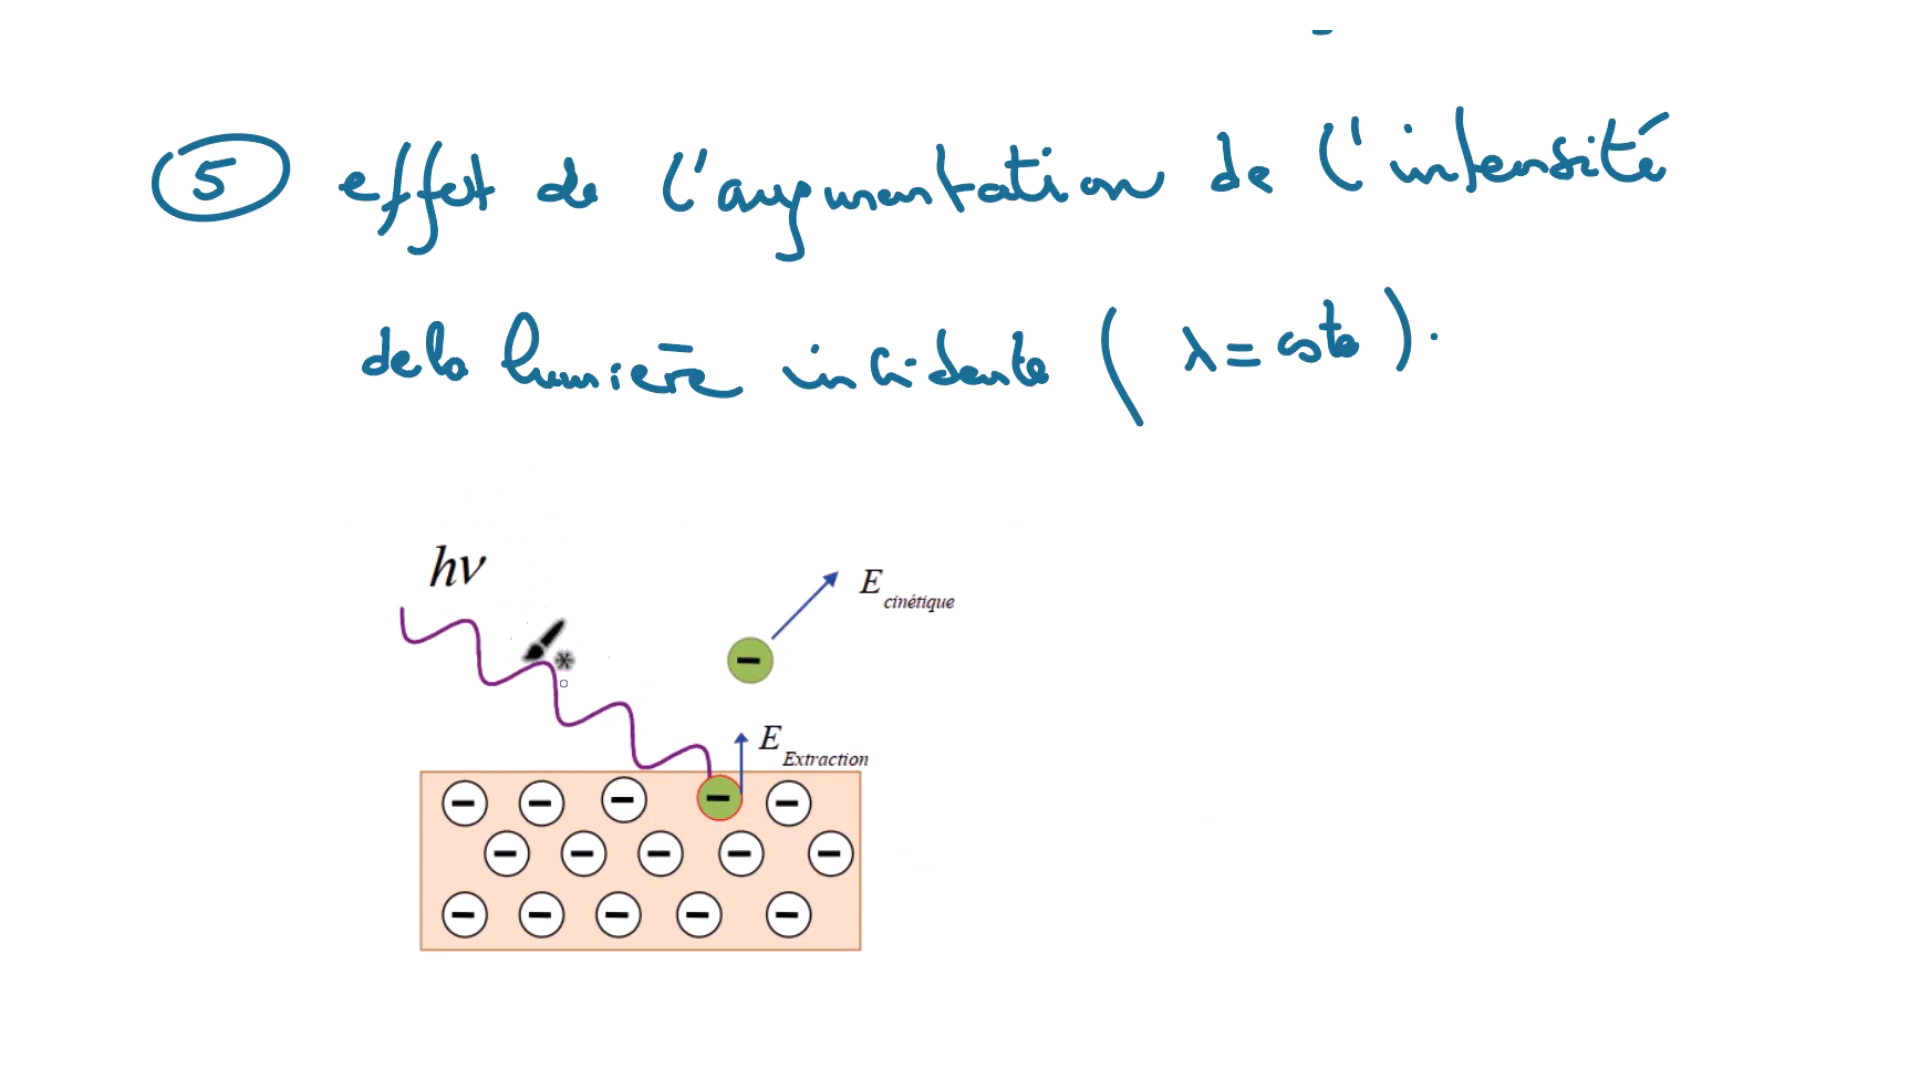 5 effet de l'augmentation de l'intensité
de la lumière incidente ( λ = cste ).
hν
E cinétique
E Extraction